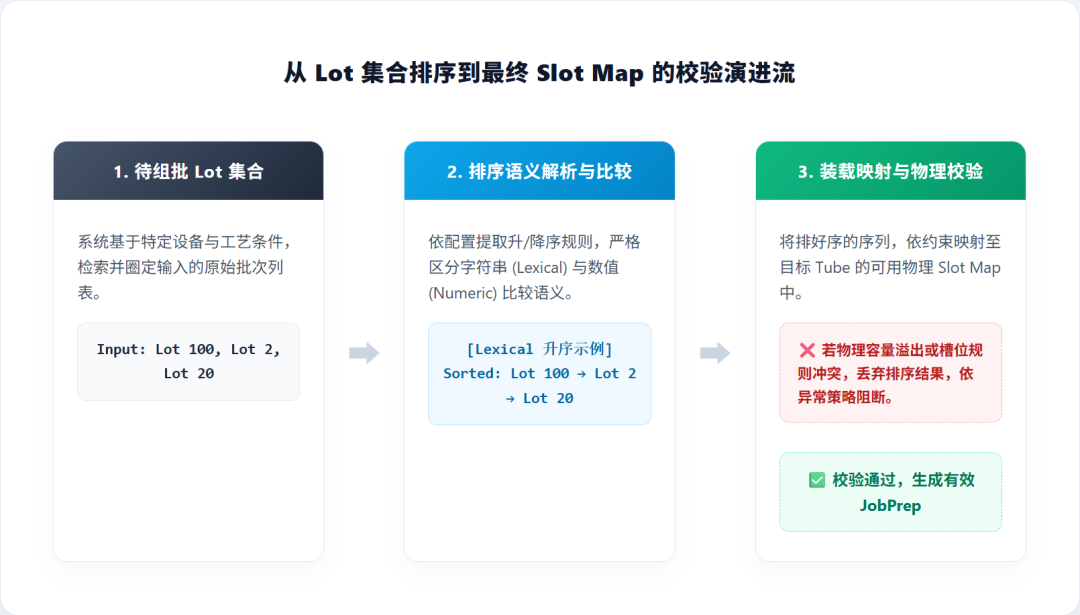 从 Lot 集合排序到最终 Slot Map 的校验演进流
1. 待组批 Lot 集合
系统基于特定设备与工艺条件，
检索并圈定输入的原始批次列
表。
Input: Lot 100, Lot 2,
Lot 20
2. 排序语义解析与比较
依配置提取升/降序规则，严格
区分字符串 (Lexical) 与数值
(Numeric) 比较语义。
[Lexical 升序示例]
Sorted: Lot 100 → Lot 2
→ Lot 20
3. 装载映射与物理校验
将排好序的序列，依约束映射至
目标 Tube 的可用物理 Slot Map
中。
❌ 若物理容量溢出或槽位规
则冲突，丢弃排序结果，依
异常策略阻断。
✅ 校验通过，生成有效
JobPrep